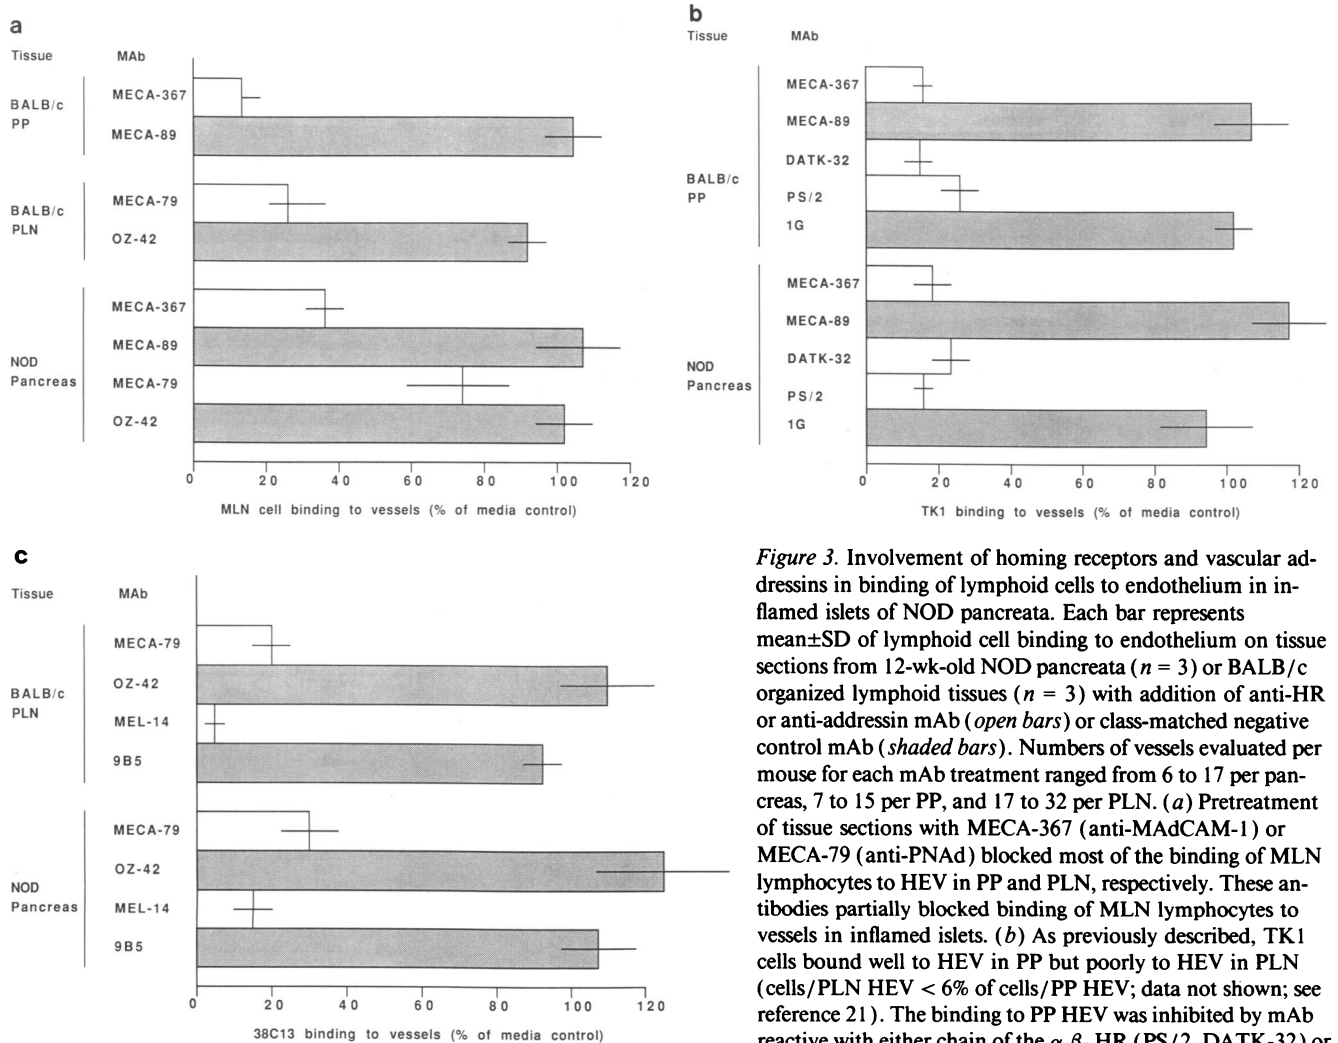 a
Tissue MAb
BALB/c
PP
MECA-367
MECA-89
BALB/c
PLN
MECA-79
OZ-42
NOD
Pancreas
MECA-367
MECA-89
MECA-79
OZ-42
0 20 40 60 80 100 120
MLN cell binding to vessels (% of media control)
b
Tissue MAb
BALB/c
PP
MECA-367
MECA-89
DATK-32
PS/2
1G
NOD
Pancreas
MECA-367
MECA-89
DATK-32
PS/2
1G
0 20 40 60 80 100 120
TK1 binding to vessels (% of media control)
c
Tissue MAb
BALB/c
PLN
MECA-79
OZ-42
MEL-14
9B5
NOD
Pancreas
MECA-79
OZ-42
MEL-14
9B5
0 20 40 60 80 100 120
38C13 binding to vessels (% of media control)
Figure 3. Involvement of homing receptors and vascular ad-
dressins in binding of lymphoid cells to endothelium in in-
flamed islets of NOD pancreata. Each bar represents
mean±SD of lymphoid cell binding to endothelium on tissue
sections from 12-wk-old NOD pancreata (n = 3) or BALB/c
organized lymphoid tissues (n = 3) with addition of anti-HR
or anti-addressin mAb (open bars) or class-matched negative
control mAb (shaded bars). Numbers of vessels evaluated per
mouse for each mAb treatment ranged from 6 to 17 per pan-
creas, 7 to 15 per PP, and 17 to 32 per PLN. (a) Pretreatment
of tissue sections with MECA-367 (anti-MAdCAM-1) or
MECA-79 (anti-PNAd) blocked most of the binding of MLN
lymphocytes to HEV in PP and PLN, respectively. These an-
tibodies partially blocked binding of MLN lymphocytes to
vessels in inflamed islets. (b) As previously described, TK1
cells bound well to HEV in PP but poorly to HEV in PLN
(cells/PLN HEV < 6% of cells/PP HEV; data not shown; see
reference 21). The binding to PP HEV was inhibited by mAb
reactive with either chain of the HR (PS/2, DATK-32) or